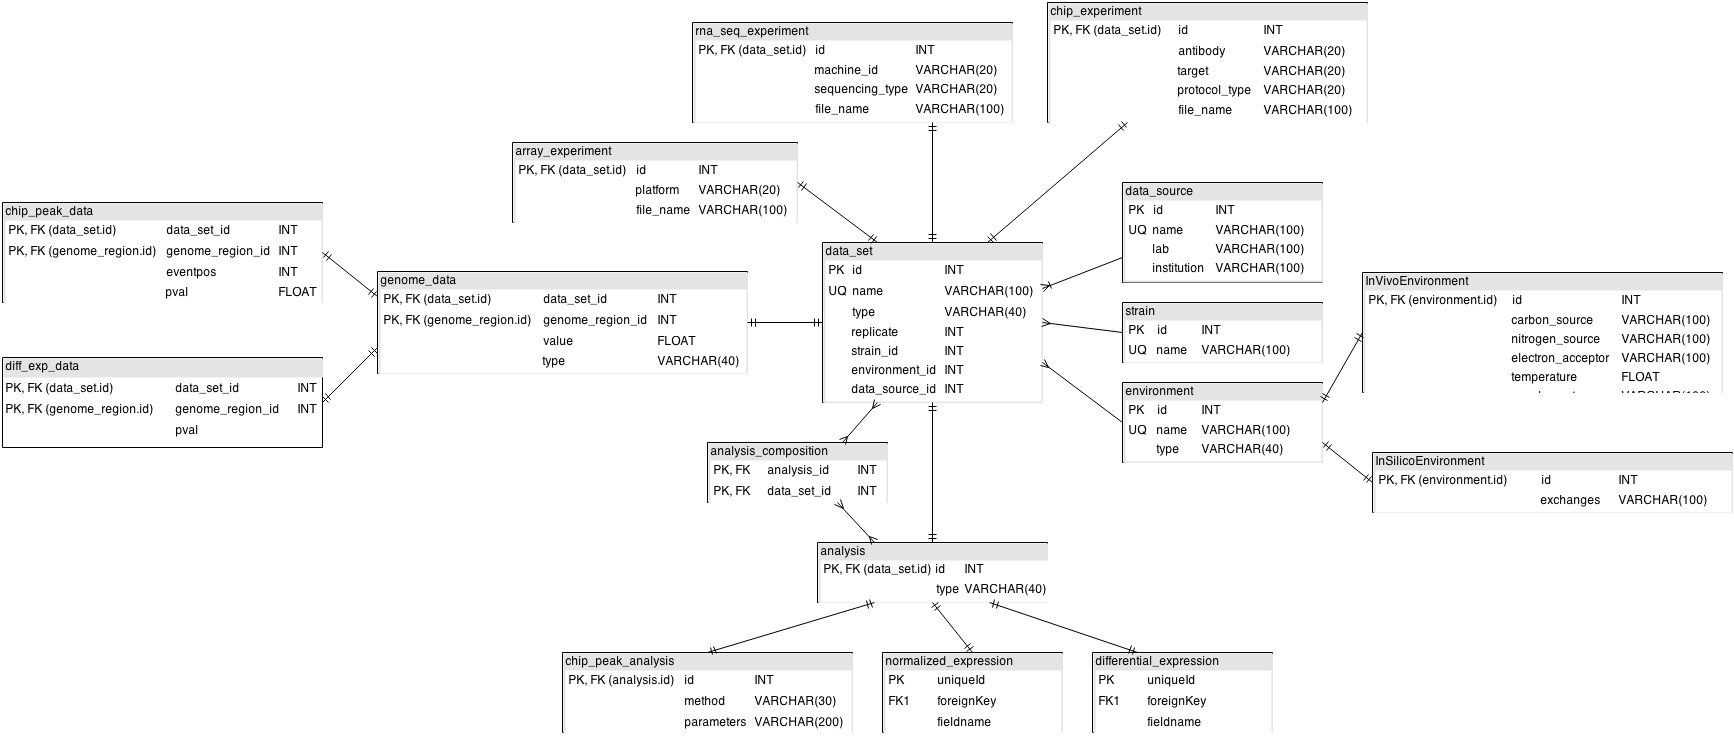 chip_experiment
PK, FK (data_set.id) id INT
antibody VARCHAR(20)
target VARCHAR(20)
protocol_type VARCHAR(20)
file_name VARCHAR(100)
rna_seq_experiment
PK, FK (data_set.id) id INT
machine_id VARCHAR(20)
sequencing_type VARCHAR(20)
file_name VARCHAR(100)
array_experiment
PK, FK (data_set.id) id INT
platform VARCHAR(20)
file_name VARCHAR(100)
data_source
PK id INT
UQ name VARCHAR(100)
lab VARCHAR(100)
institution VARCHAR(100)
chip_peak_data
PK, FK (data_set.id) data_set_id INT
PK, FK (genome_region.id) genome_region_id INT
eventpos INT
pval FLOAT
genome_data
PK, FK (data_set.id) data_set_id INT
PK, FK (genome_region.id) genome_region_id INT
value FLOAT
type VARCHAR(40)
data_set
PK id INT
UQ name VARCHAR(100)
type VARCHAR(40)
replicate INT
strain_id INT
environment_id INT
data_source_id INT
strain
PK id INT
UQ name VARCHAR(100)
InVivoEnvironment
PK, FK (environment.id) id INT
carbon_source VARCHAR(100)
nitrogen_source VARCHAR(100)
electron_acceptor VARCHAR(100)
temperature FLOAT
diff_exp_data
PK, FK (data_set.id) data_set_id INT
PK, FK (genome_region.id) genome_region_id INT
pval
environment
PK id INT
UQ name VARCHAR(100)
type VARCHAR(40)
analysis_composition
PK, FK analysis_id INT
PK, FK data_set_id INT
InSilicoEnvironment
PK, FK (environment.id) id INT
exchanges VARCHAR(100)
analysis
PK, FK (data_set.id) id INT
type VARCHAR(40)
chip_peak_analysis
PK, FK (analysis.id) id INT
method VARCHAR(30)
parameters VARCHAR(200)
normalized_expression
PK uniqueId
FK1 foreignKey
fieldname
differential_expression
PK uniqueId
FK1 foreignKey
fieldname